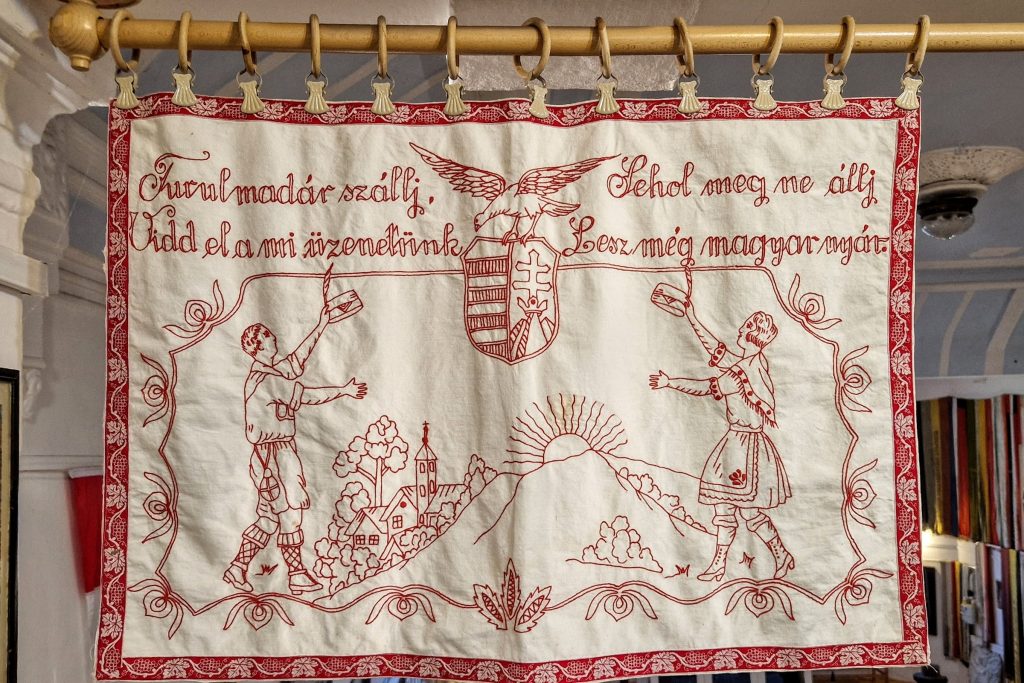 Turulmadár szállj,
Vidd el a mi üzenetünk
Sehol meg ne állj
Lesz még magyar nyár.